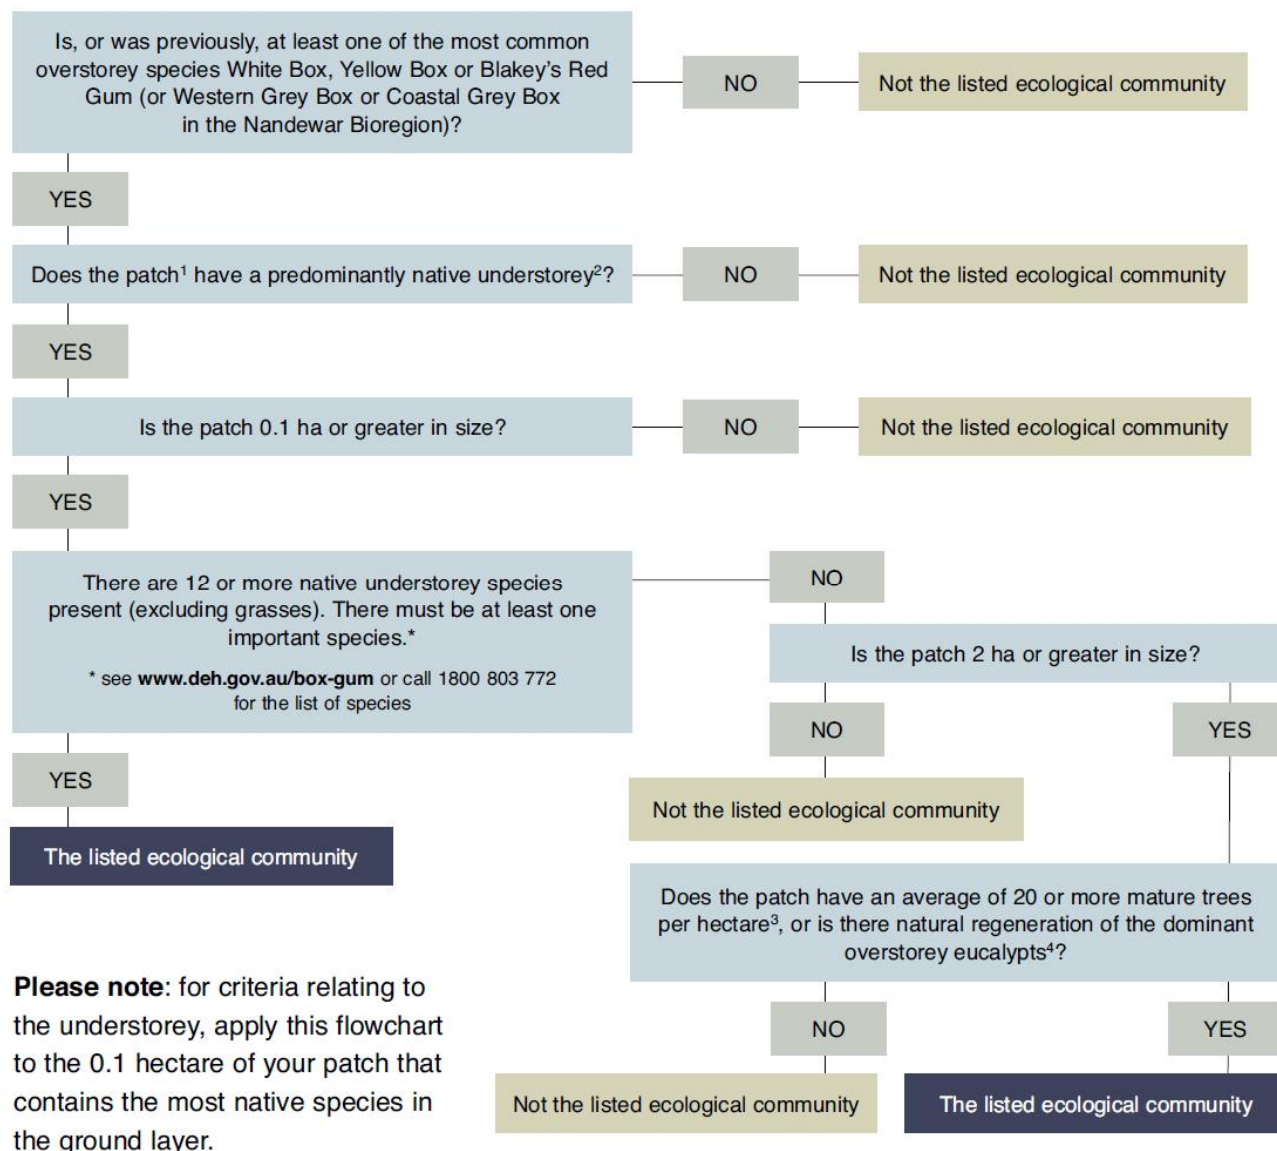 Is, or was previously, at least one of the most common
overstorey species White Box, Yellow Box or Blakey’s Red
Gum (or Western Grey Box or Coastal Grey Box
in the Nandewar Bioregion)?
NO
Not the listed ecological community
YES
Does the patch¹ have a predominantly native understorey²?
NO
Not the listed ecological community
YES
Is the patch 0.1 ha or greater in size?
NO
Not the listed ecological community
YES
There are 12 or more native understorey species
present (excluding grasses). There must be at least one
important species.*
* see www.deh.gov.au/box-gum or call 1800 803 772
for the list of species
NO
Is the patch 2 ha or greater in size?
NO
YES
YES
Not the listed ecological community
The listed ecological community
Does the patch have an average of 20 or more mature trees
per hectare³, or is there natural regeneration of the dominant
overstorey eucalypts⁴?
NO
YES
Not the listed ecological community
The listed ecological community
Please note: for criteria relating to
the understorey, apply this flowchart
to the 0.1 hectare of your patch that
contains the most native species in
the ground layer.